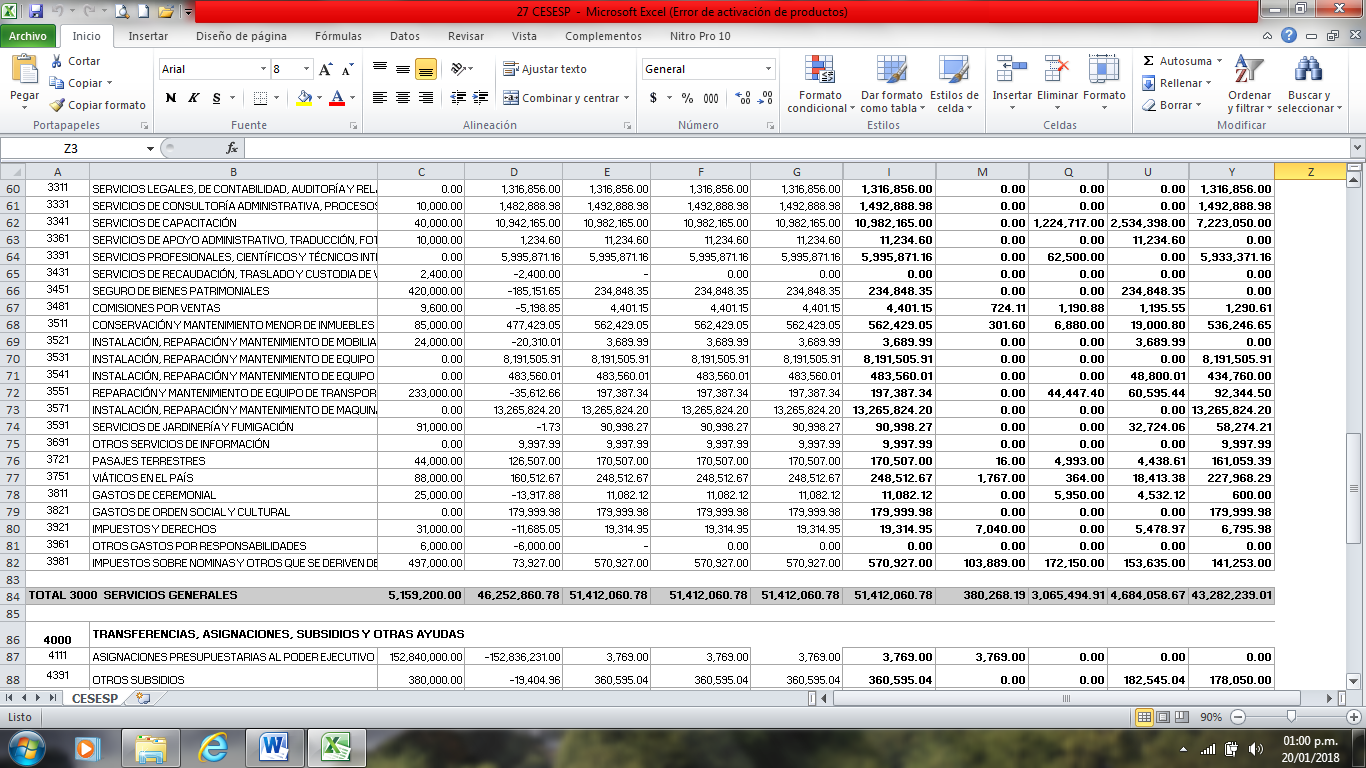 27 CESESP - Microsoft Excel (Error de activación de productos)
Archivo Inicio Insertar Diseño de página Fórmulas Datos Revisar Vista Complementos Nitro Pro 10
Pegar Cortar Copiar Copiar formato Portapapeles
Arial 8 N K S Fuente
Ajustar texto Combinar y centrar Alineación
General $ % 000 Número
Formato condicional Dar formato como tabla Estilos de celda Estilos
Insertar Eliminar Formato Celdas
Σ Autosuma Rellenar Borrar Ordenar y filtrar Buscar y seleccionar Modificar
Z3 fx
A B C D E F G I M Q U Y Z
60 3311 SERVICIOS LEGALES, DE CONTABILIDAD, AUDITORÍA Y RELA 0.00 1,316,856.00 1,316,856.00 1,316,856.00 1,316,856.00 1,316,856.00 0.00 0.00 0.00 1,316,856.00
61 3331 SERVICIOS DE CONSULTORÍA ADMINISTRATIVA, PROCESOS 10,000.00 1,482,888.98 1,492,888.98 1,492,888.98 1,492,888.98 1,492,888.98 0.00 0.00 0.00 1,492,888.98
62 3341 SERVICIOS DE CAPACITACIÓN 40,000.00 10,942,165.00 10,982,165.00 10,982,165.00 10,982,165.00 10,982,165.00 0.00 1,224,717.00 2,534,398.00 7,223,050.00
63 3361 SERVICIOS DE APOYO ADMINISTRATIVO, TRADUCCIÓN, FOT 10,000.00 1,234.60 11,234.60 11,234.60 11,234.60 11,234.60 0.00 0.00 11,234.60 0.00
64 3391 SERVICIOS PROFESIONALES, CIENTÍFICOS Y TÉCNICOS INTE 0.00 5,995,871.16 5,995,871.16 5,995,871.16 5,995,871.16 5,995,871.16 0.00 62,500.00 0.00 5,933,371.16
65 3431 SERVICIOS DE RECAUDACIÓN, TRASLADO Y CUSTODIA DE V 2,400.00 -2,400.00 - 0.00 0.00 0.00 0.00 0.00 0.00 0.00
66 3451 SEGURO DE BIENES PATRIMONIALES 420,000.00 -185,151.65 234,848.35 234,848.35 234,848.35 234,848.35 0.00 0.00 234,848.35 0.00
67 3481 COMISIONES POR VENTAS 9,600.00 -5,198.85 4,401.15 4,401.15 4,401.15 4,401.15 724.11 1,190.88 1,195.55 1,290.61
68 3511 CONSERVACIÓN Y MANTENIMIENTO MENOR DE INMUEBLES 85,000.00 477,429.05 562,429.05 562,429.05 562,429.05 562,429.05 301.60 6,880.00 19,000.80 536,246.65
69 3521 INSTALACIÓN, REPARACIÓN Y MANTENIMIENTO DE MOBILIA 24,000.00 -20,310.01 3,689.99 3,689.99 3,689.99 3,689.99 0.00 0.00 3,689.99 0.00
70 3531 INSTALACIÓN, REPARACIÓN Y MANTENIMIENTO DE EQUIPO 0.00 8,191,505.91 8,191,505.91 8,191,505.91 8,191,505.91 8,191,505.91 0.00 0.00 0.00 8,191,505.91
71 3541 INSTALACIÓN, REPARACIÓN Y MANTENIMIENTO DE EQUIPO 0.00 483,560.01 483,560.01 483,560.01 483,560.01 483,560.01 0.00 0.00 48,800.01 434,760.00
72 3551 REPARACIÓN Y MANTENIMIENTO DE EQUIPO DE TRANSPOR 233,000.00 -35,612.66 197,387.34 197,387.34 197,387.34 197,387.34 0.00 44,447.40 60,595.44 92,344.50
73 3571 INSTALACIÓN, REPARACIÓN Y MANTENIMIENTO DE MAQUINA 0.00 13,265,824.20 13,265,824.20 13,265,824.20 13,265,824.20 13,265,824.20 0.00 0.00 0.00 13,265,824.20
74 3591 SERVICIOS DE JARDINERÍA Y FUMIGACIÓN 91,000.00 -1.73 90,998.27 90,998.27 90,998.27 90,998.27 0.00 0.00 32,724.06 58,274.21
75 3691 OTROS SERVICIOS DE INFORMACIÓN 0.00 9,997.99 9,997.99 9,997.99 9,997.99 9,997.99 0.00 0.00 0.00 9,997.99
76 3721 PASAJES TERRESTRES 44,000.00 126,507.00 170,507.00 170,507.00 170,507.00 170,507.00 16.00 4,993.00 4,438.61 161,059.39
77 3751 VIÁTICOS EN EL PAÍS 88,000.00 160,512.67 248,512.67 248,512.67 248,512.67 248,512.67 1,767.00 364.00 18,413.38 227,968.29
78 3811 GASTOS DE CEREMONIAL 25,000.00 -13,917.88 11,082.12 11,082.12 11,082.12 11,082.12 0.00 5,950.00 4,532.12 600.00
79 3821 GASTOS DE ORDEN SOCIAL Y CULTURAL 0.00 179,999.98 179,999.98 179,999.98 179,999.98 179,999.98 0.00 0.00 0.00 179,999.98
80 3921 IMPUESTOS Y DERECHOS 31,000.00 -11,685.05 19,314.95 19,314.95 19,314.95 19,314.95 7,040.00 0.00 5,478.97 6,795.98
81 3961 OTROS GASTOS POR RESPONSABILIDADES 6,000.00 -6,000.00 - 0.00 0.00 0.00 0.00 0.00 0.00 0.00
82 3981 IMPUESTOS SOBRE NOMINAS Y OTROS QUE SE DERIVEN DE 497,000.00 73,927.00 570,927.00 570,927.00 570,927.00 570,927.00 103,889.00 172,150.00 153,635.00 141,253.00
83
84 TOTAL 3000 SERVICIOS GENERALES 5,159,200.00 46,252,860.78 51,412,060.78 51,412,060.78 51,412,060.78 51,412,060.78 380,268.19 3,065,494.91 4,684,058.67 43,282,239.01
85
86 4000 TRANSFERENCIAS, ASIGNACIONES, SUBSIDIOS Y OTRAS AYUDAS
87 4111 ASIGNACIONES PRESUPUESTARIAS AL PODER EJECUTIVO 152,840,000.00 -152,836,231.00 3,769.00 3,769.00 3,769.00 3,769.00 3,769.00 0.00 0.00 0.00
88 4391 OTROS SUBSIDIOS 380,000.00 -19,404.96 360,595.04 360,595.04 360,595.04 360,595.04 0.00 0.00 182,545.04 178,050.00
CESESP
Listo 90%
01:00 p.m.
20/01/2018